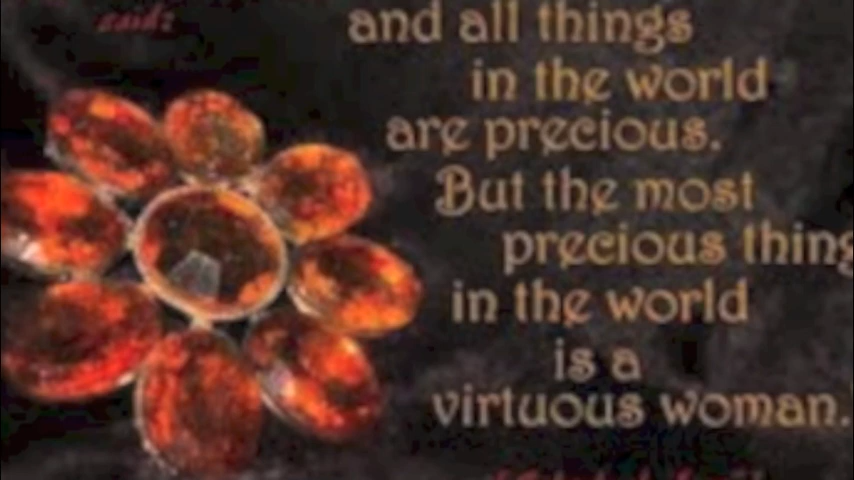 said:
and all things
in the world
are precious.
But the most
precious thing
in the world
is a
virtuous woman.